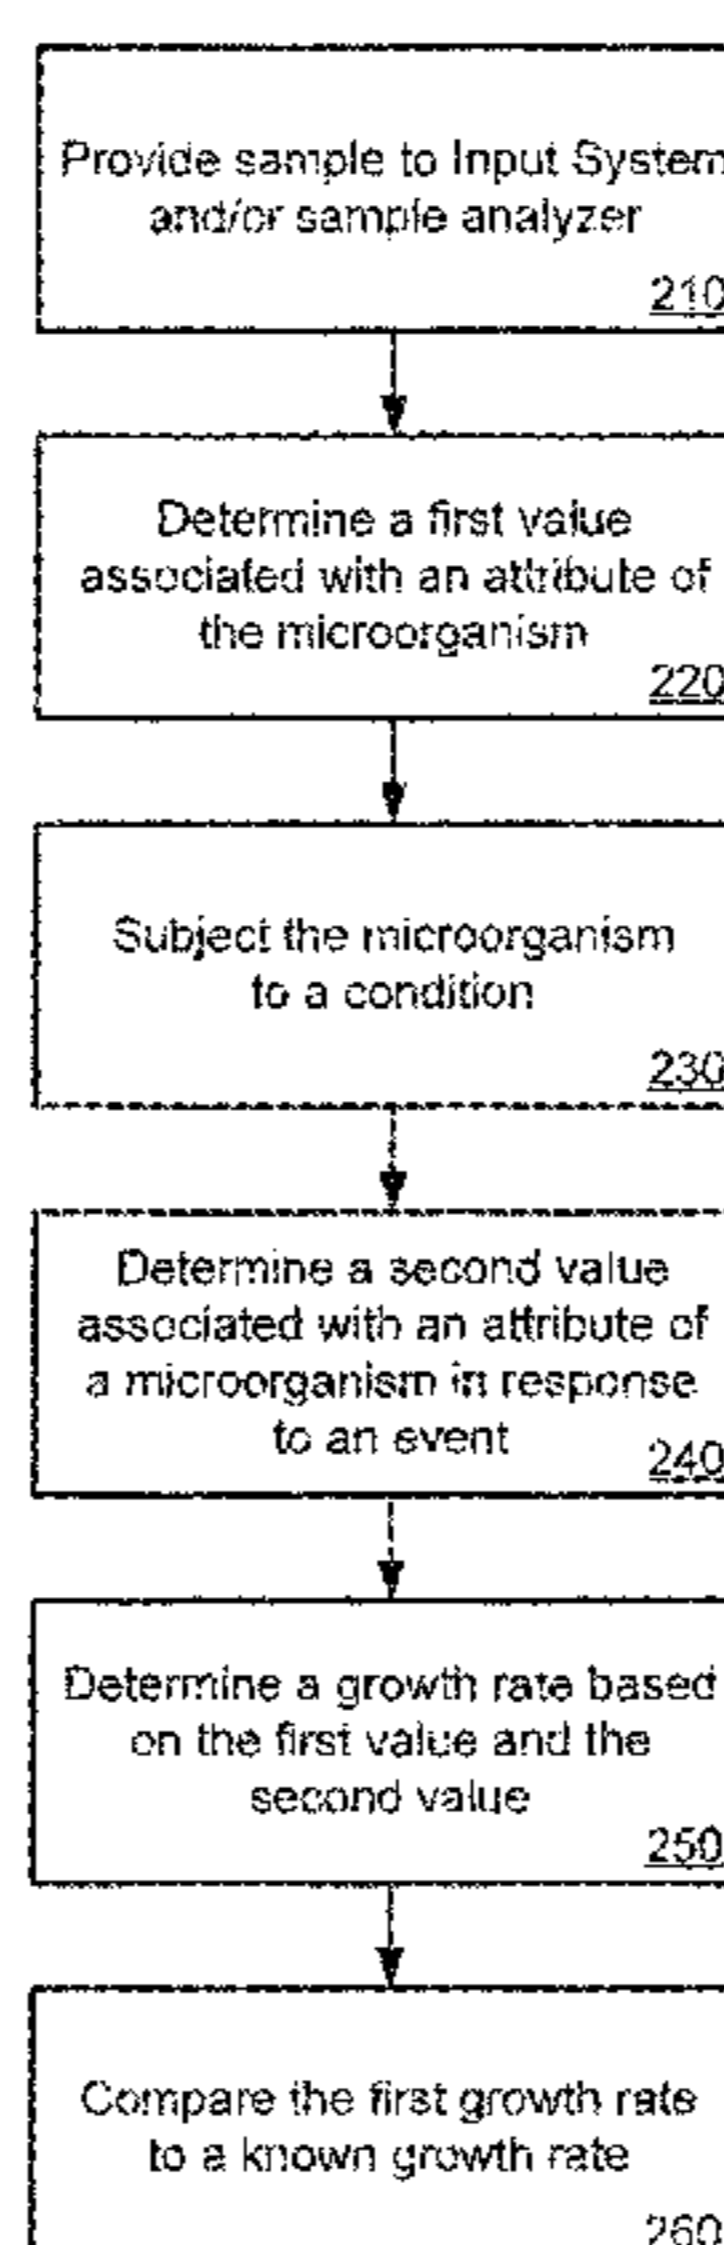 Provide sample to Input System
and/or sample analyzer
210
Determine a first value
associated with an attribute of
the microorganism
220
Subject the microorganism
to a condition
230
Determine a second value
associated with an attribute of
a microorganism in response
to an event
240
Determine a growth rate based
on the first value and the
second value
250
Compare the first growth rate
to a known growth rate
260